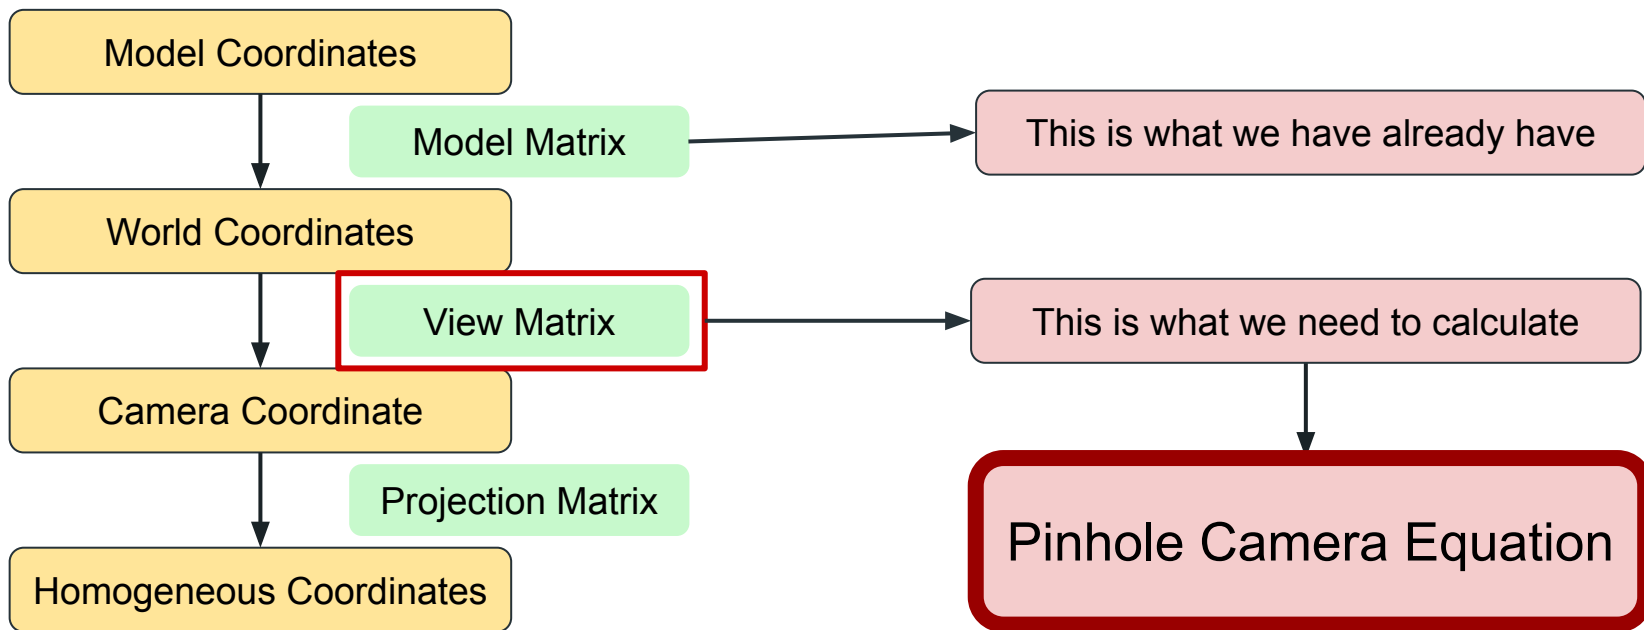 Model Coordinates
Model Matrix
This is what we have already have
World Coordinates
View Matrix
This is what we need to calculate
Camera Coordinate
Projection Matrix
Pinhole Camera Equation
Homogeneous Coordinates